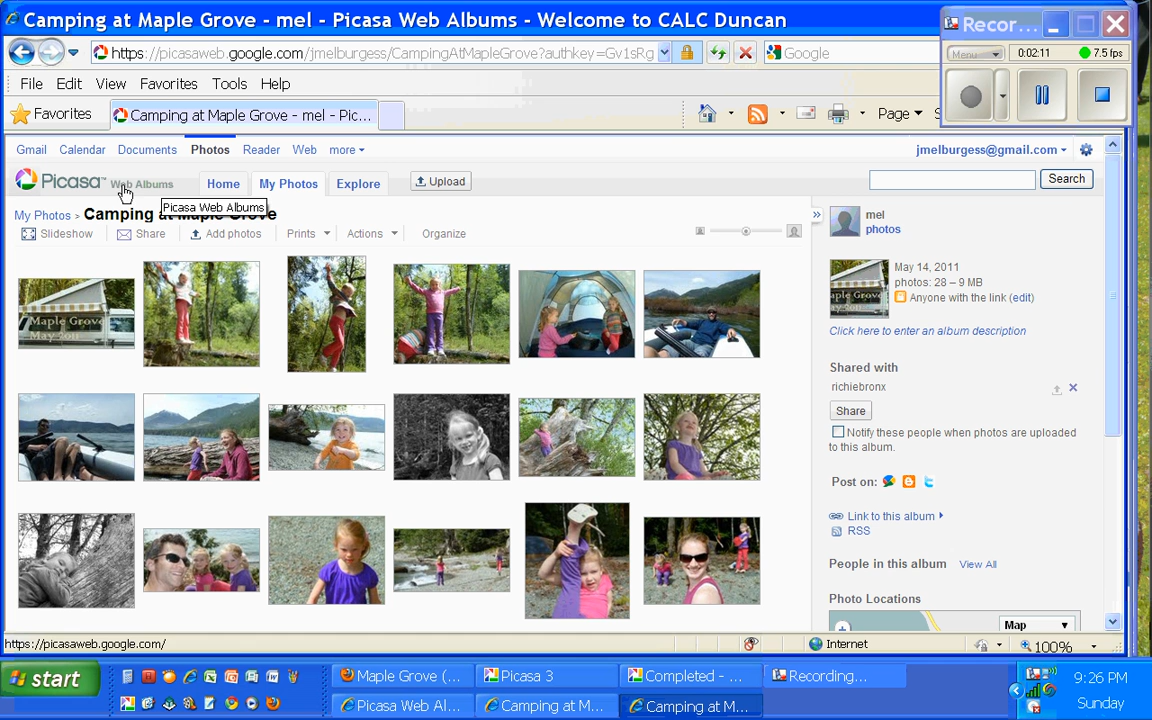 Camping at Maple Grove - mel - Picasa Web Albums - Welcome to CALC Duncan
Recor...
https://picasaweb.google.com/jmelburgess/CampingAtMapleGrove?authkey=Gv1sRg
Google
Menu
0:02:11
7.5 fps
File Edit View Favorites Tools Help
Favorites
Camping at Maple Grove - mel - Pic...
Page
Gmail Calendar Documents Photos Reader Web more
jmelburgess@gmail.com
Picasa™ Web Albums
Home My Photos Explore Upload
Search
Picasa Web Albums
My Photos > Camping at Maple Grove
Slideshow Share Add photos Prints Actions Organize
mel
photos
May 14, 2011
photos: 28 – 9 MB
Anyone with the link (edit)
Maple Grove
May 2011
Maple Grove
Click here to enter an album description
Shared with
richiebronx
Share
Notify these people when photos are uploaded
to this album.
Post on:
Link to this album
RSS
People in this album View All
Photo Locations
Map
https://picasaweb.google.com/
Internet
100%
start
Maple Grove (...
Picasa 3
Completed - ...
Recording...
9:26 PM
Picasa Web Al...
Camping at M...
Camping at M...
Sunday